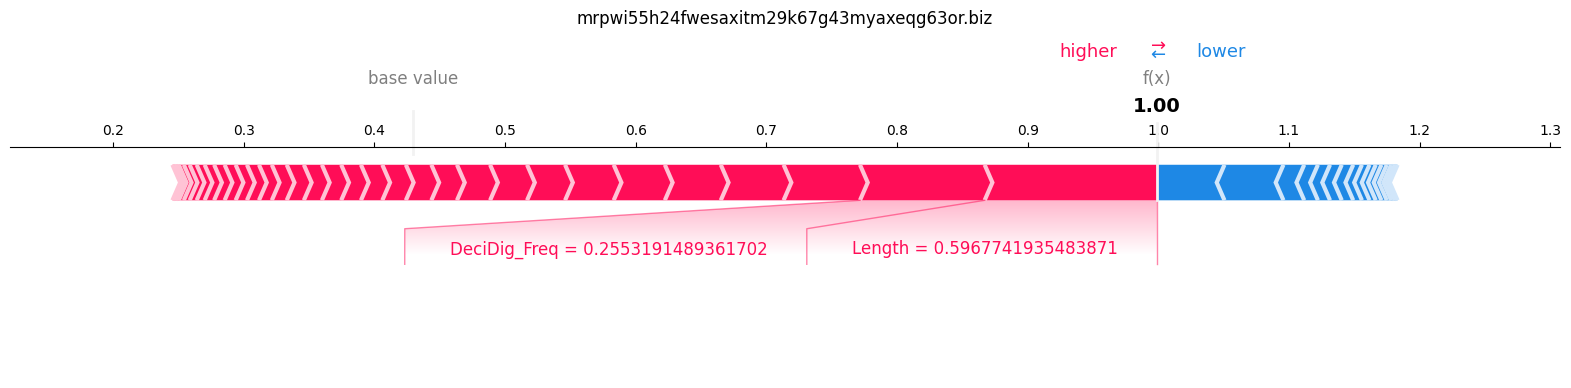 mrpwi55h24fwesaxitm29k67g43myaxeqg63or.biz
higher ⇄ lower
base value f(x)
1.00
0.2 0.3 0.4 0.5 0.6 0.7 0.8 0.9 1.0 1.1 1.2 1.3
DeciDig_Freq = 0.2553191489361702 Length = 0.5967741935483871